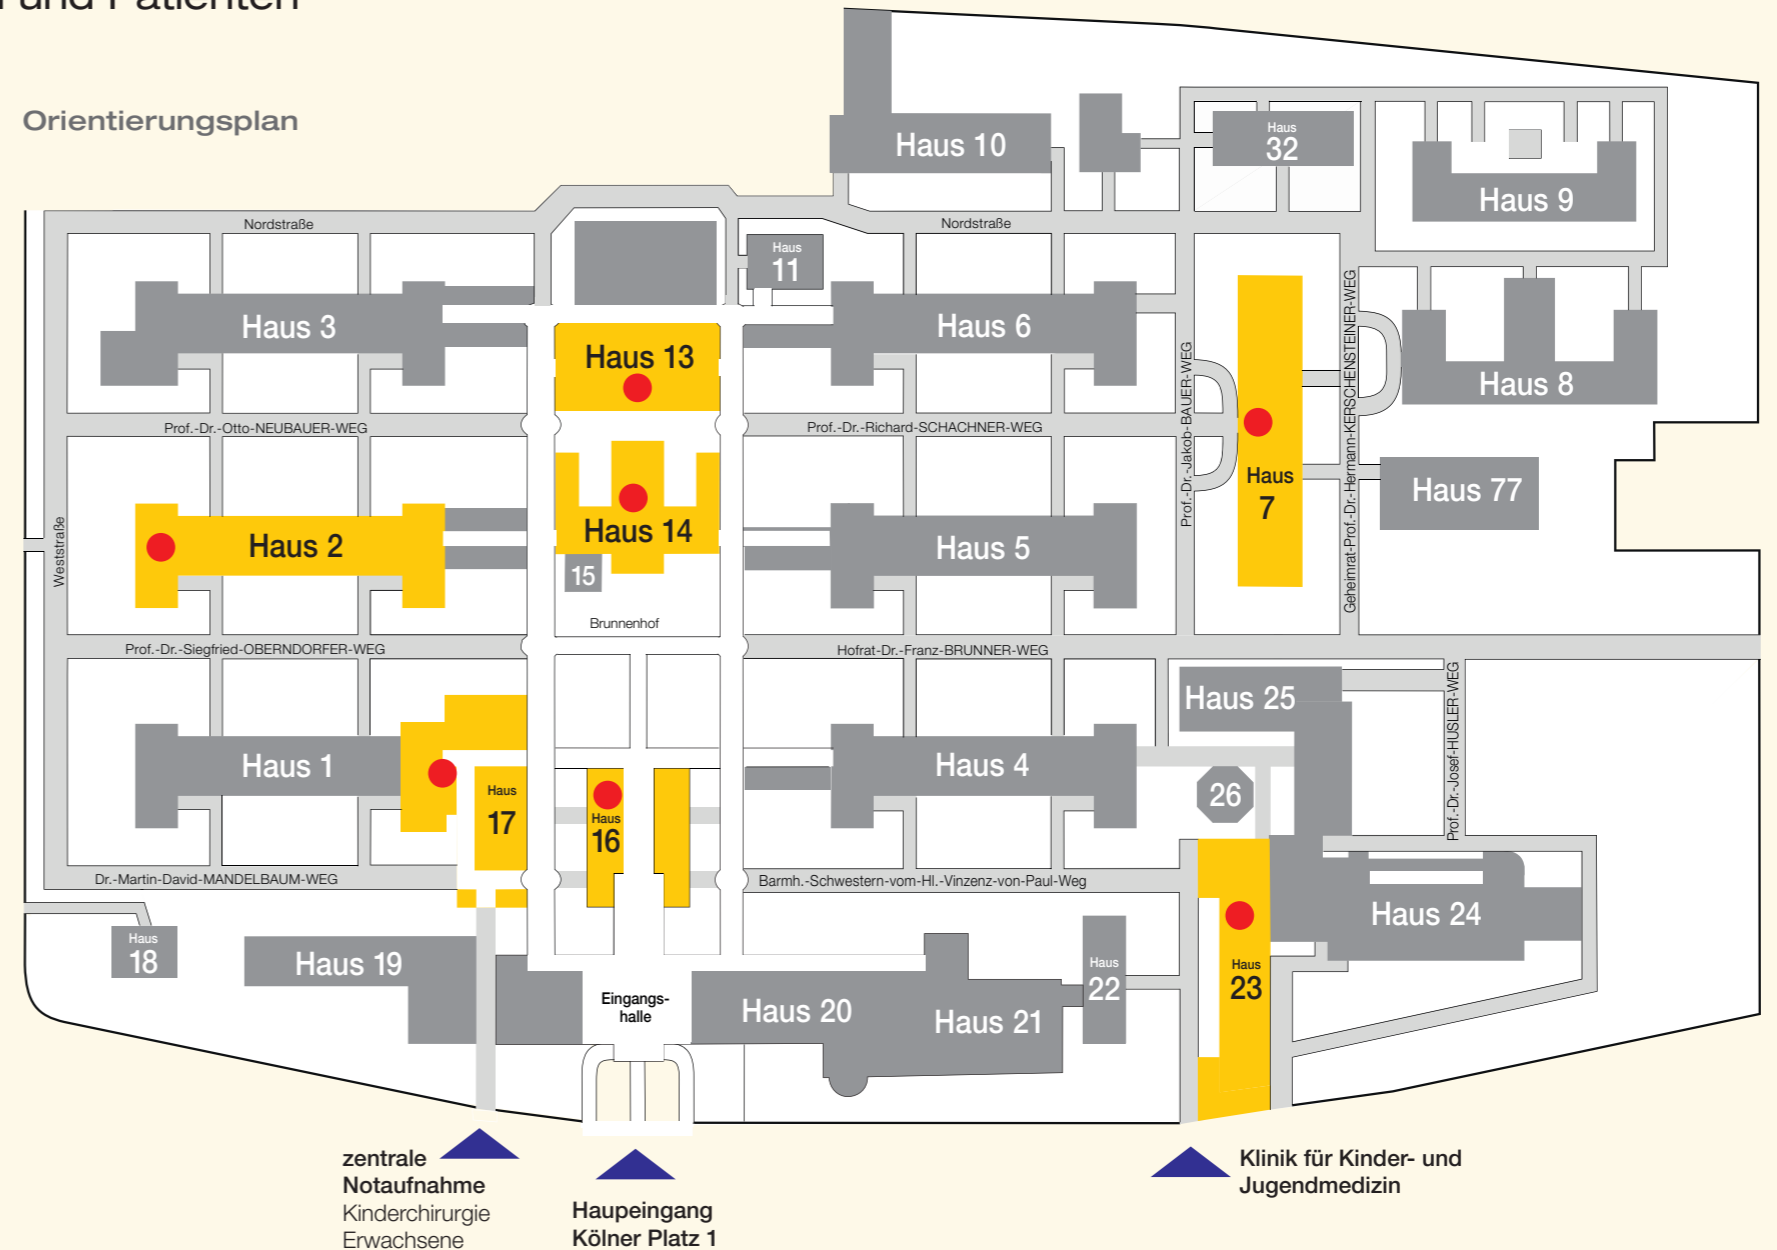 und Patienten
Orientierungsplan
Haus 10
Haus
32
Haus 9
Nordstraße
Nordstraße
Haus
11
Haus 3
Haus 13
Haus 6
Haus 8
Prof.-Dr.-Otto-NEUBAUER-WEG
Prof.-Dr.-Richard-SCHACHNER-WEG
Prof.-Dr.-Jakob-BAUER-WEG
Geheimrat-Prof.-Dr.-Hermann-KERSCHENSTEINER-WEG
Haus
7
Haus 77
Weststraße
Haus 2
Haus 14
15
Haus 5
Brunnenhof
Prof.-Dr.-Siegfried-OBERNDORFER-WEG
Hofrat-Dr.-Franz-BRUNNER-WEG
Haus 25
Prof.-Dr.-Josef-HUSLER-WEG
Haus 1
Haus
17
Haus
16
Haus 4
26
Dr.-Martin-David-MANDELBAUM-WEG
Barmh.-Schwestern-vom-Hl.-Vinzenz-von-Paul-Weg
Haus 24
Haus
18
Haus 19
Eingangs-
halle
Haus 20
Haus 21
Haus
22
Haus
23
zentrale
Notaufnahme
Kinderchirurgie
Erwachsene
Haupeingang
Kölner Platz 1
Klinik für Kinder- und
Jugendmedizin